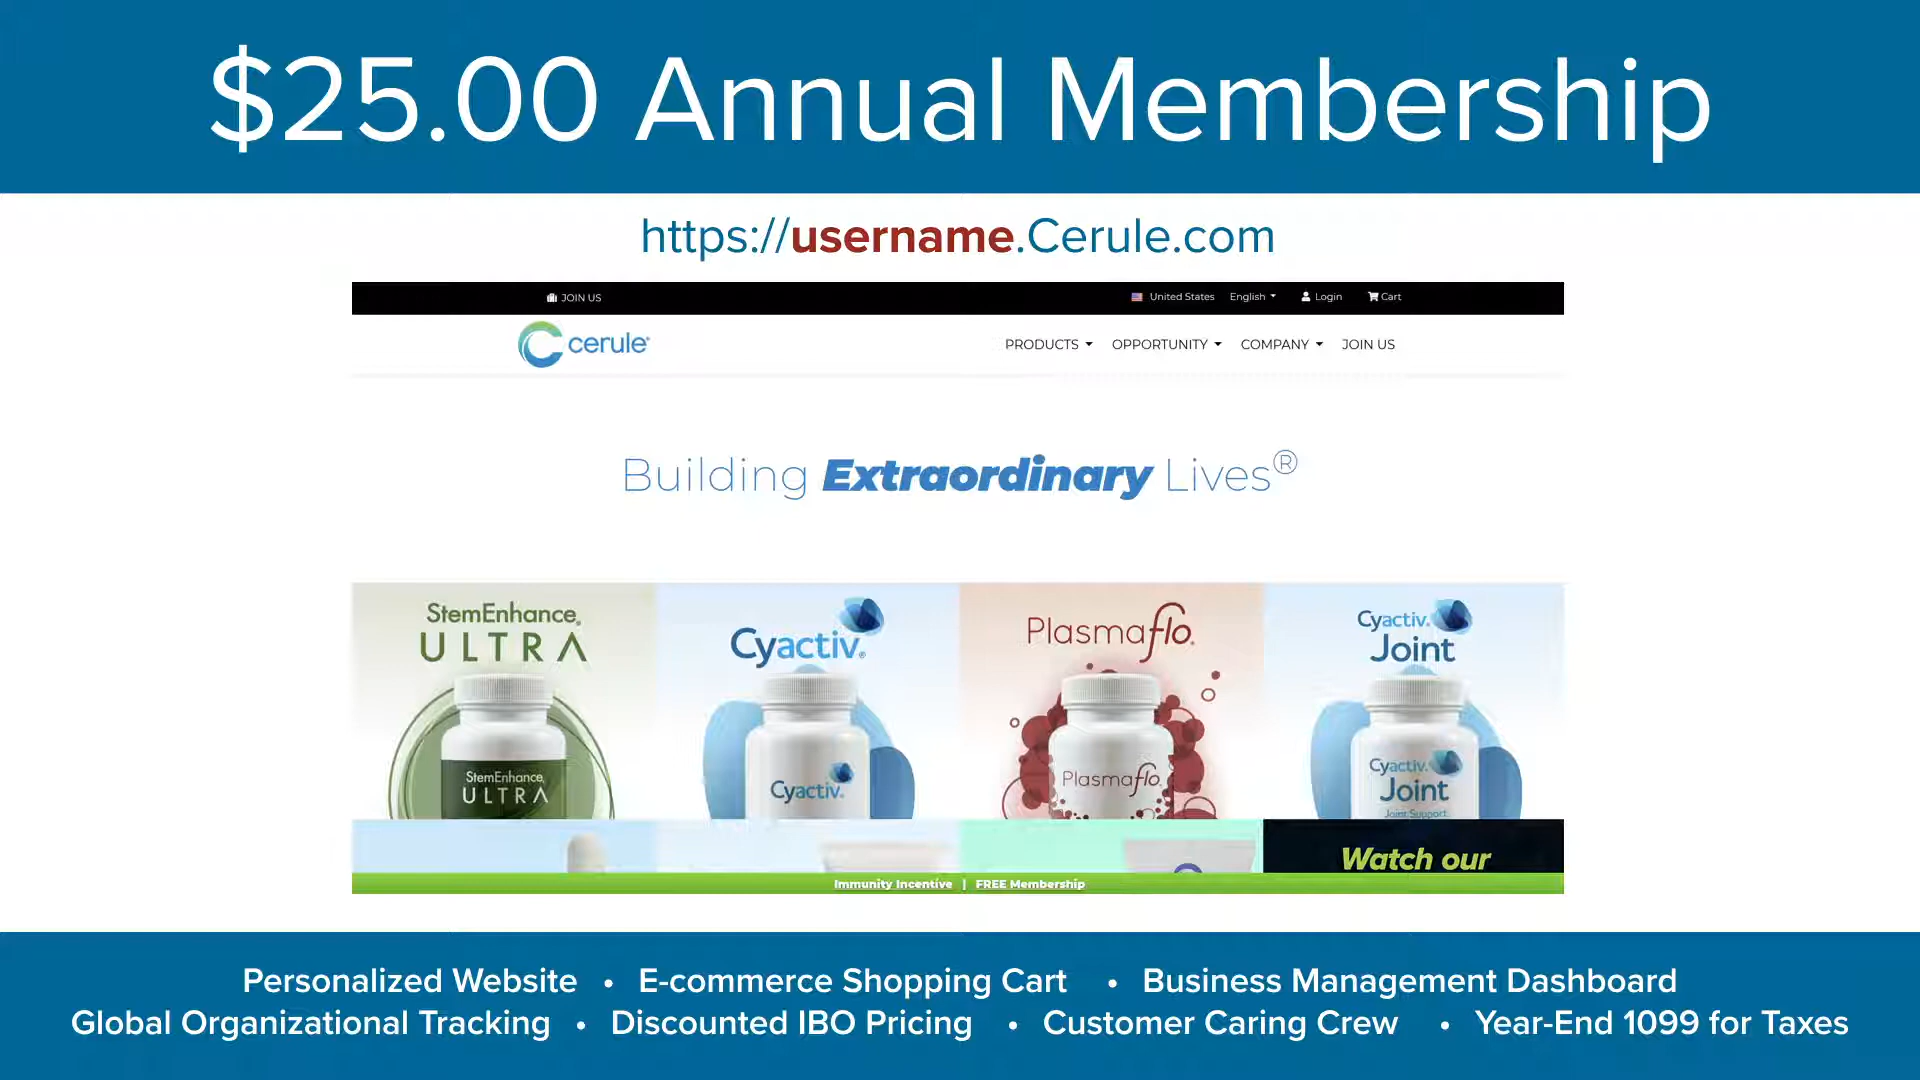 $25.00 Annual Membership
https://username.Cerule.com
JOIN US
United States English Login Cart
cerule®
PRODUCTS OPPORTUNITY COMPANY JOIN US
Building Extraordinary Lives®
StemEnhance®
ULTRA
Cyactiv®
Plasmaflo®
Cyactiv®
Joint
StemEnhance®
ULTRA
Cyactiv®
Plasmaflo®
Cyactiv®
Joint
Joint Support
Watch our
Immunity Incentive | FREE Membership
Personalized Website • E-commerce Shopping Cart • Business Management Dashboard
Global Organizational Tracking • Discounted IBO Pricing • Customer Caring Crew • Year-End 1099 for Taxes